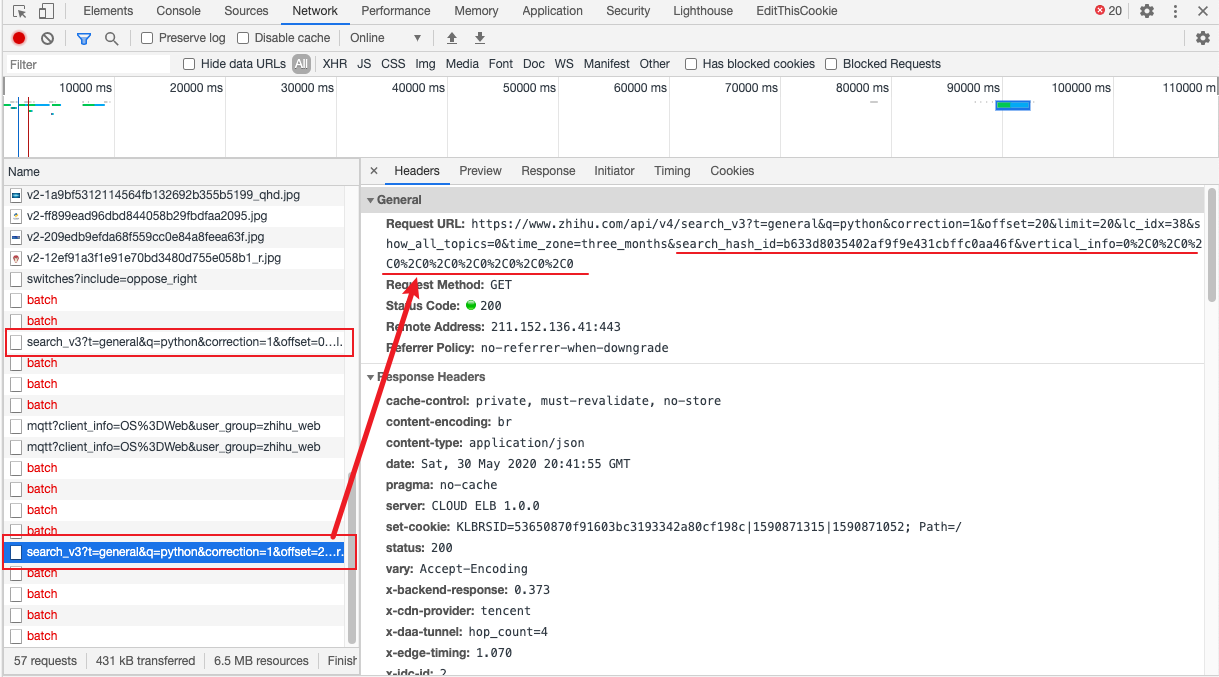 Elements Console Sources Network Performance Memory Application Security Lighthouse EditThisCookie 20
Preserve log Disable cache Online
Filter Hide data URLs All XHR JS CSS Img Media Font Doc WS Manifest Other Has blocked cookies Blocked Requests
10000 ms 20000 ms 30000 ms 40000 ms 50000 ms 60000 ms 70000 ms 80000 ms 90000 ms 100000 ms 110000 m
Name
v2-1a9bf5312114564fb132692b355b5199_qhd.jpg
v2-ff899ead96dbd844058b29fbdfaa2095.jpg
v2-209edb9efda68f559cc0e84a8feea63f.jpg
v2-12ef91a3f1e91e70bd3480d755e058b1_r.jpg
switches?include=oppose_right
batch
batch
search_v3?t=general&q=python&correction=1&offset=0…l.
batch
batch
batch
mqtt?client_info=OS%3DWeb&user_group=zhihu_web
mqtt?client_info=OS%3DWeb&user_group=zhihu_web
batch
batch
batch
batch
search_v3?t=general&q=python&correction=1&offset=2…r.
batch
batch
batch
batch
57 requests 431 kB transferred 6.5 MB resources Finish
Headers Preview Response Initiator Timing Cookies
General
Request URL: https://www.zhihu.com/api/v4/search_v3?t=general&q=python&correction=1&offset=20&limit=20&lc_idx=38&s
how_all_topics=0&time_zone=three_months&search_hash_id=b633d8035402af9f9e431cbffc0aa46f&vertical_info=0%2C0%2C0%2
C0%2C0%2C0%2C0%2C0%2C0%2C0
Request Method: GET
Status Code: 200
Remote Address: 211.152.136.41:443
Referrer Policy: no-referrer-when-downgrade
Response Headers
cache-control: private, must-revalidate, no-store
content-encoding: br
content-type: application/json
date: Sat, 30 May 2020 20:41:55 GMT
pragma: no-cache
server: CLOUD ELB 1.0.0
set-cookie: KLBRSID=53650870f91603bc3193342a80cf198c|1590871315|1590871052; Path=/
status: 200
vary: Accept-Encoding
x-backend-response: 0.373
x-cdn-provider: tencent
x-daa-tunnel: hop_count=4
x-edge-timing: 1.070
x-idc-id: 2